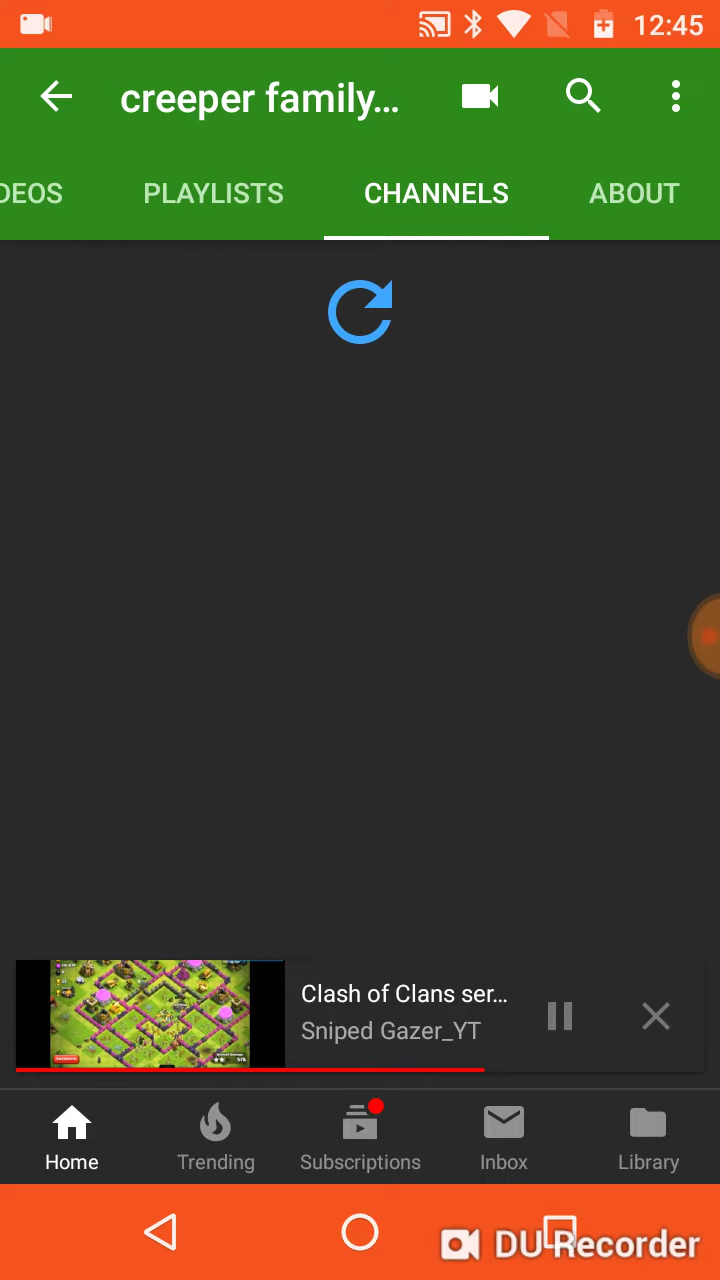 12:45
creeper family...
DEOS PLAYLISTS CHANNELS ABOUT
Clash of Clans ser...
Sniped Gazer_YT
Home Trending Subscriptions Inbox Library
DU Recorder